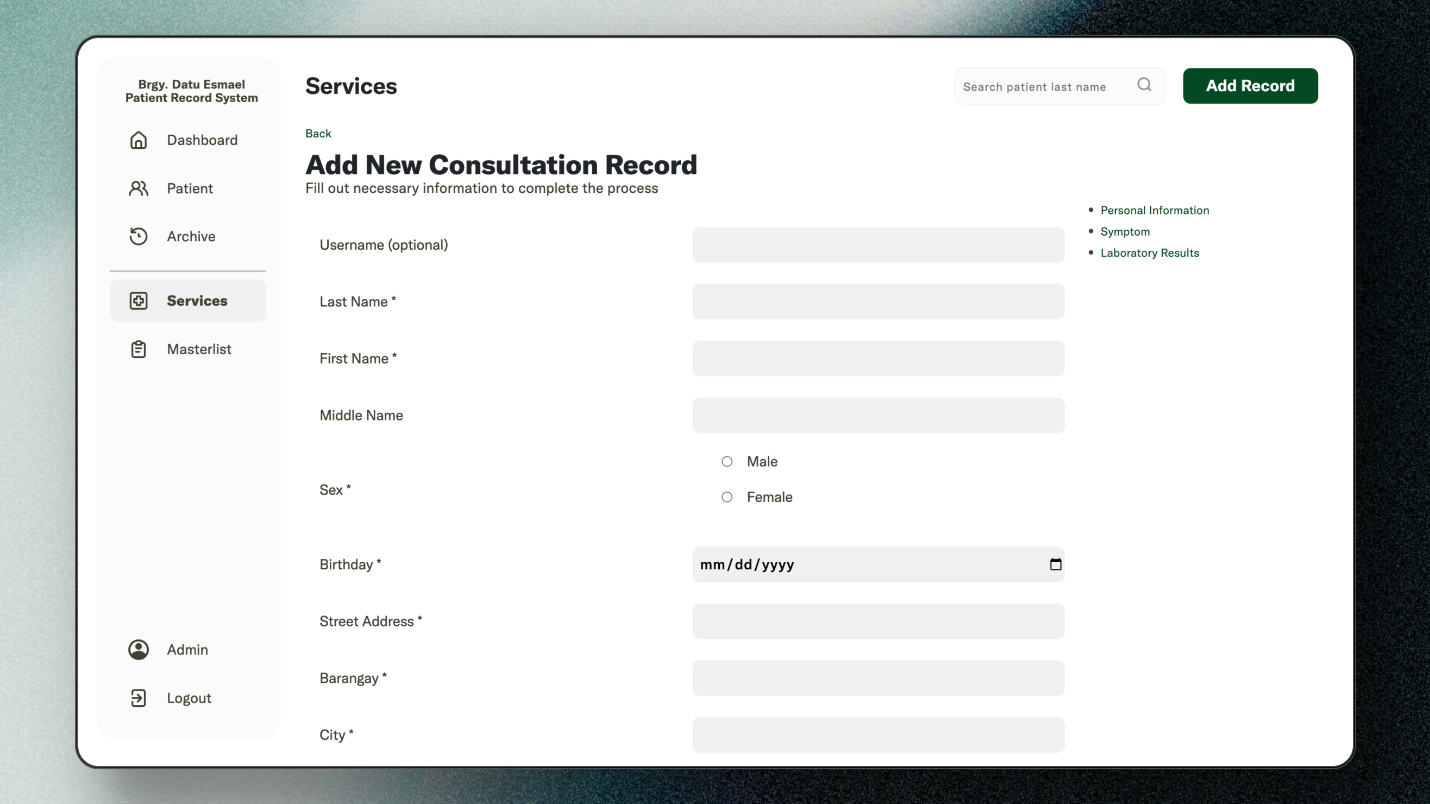 Brgy. Datu Esmael
Patient Record System
Dashboard
Patient
Archive
Services
Masterlist
Admin
Logout
Services
Search patient last name
Add Record
Back
Add New Consultation Record
Fill out necessary information to complete the process
Personal Information
Symptom
Laboratory Results
Username (optional)
Last Name *
First Name *
Middle Name
Sex *
Male
Female
Birthday *
mm/dd/yyyy
Street Address *
Barangay *
City *